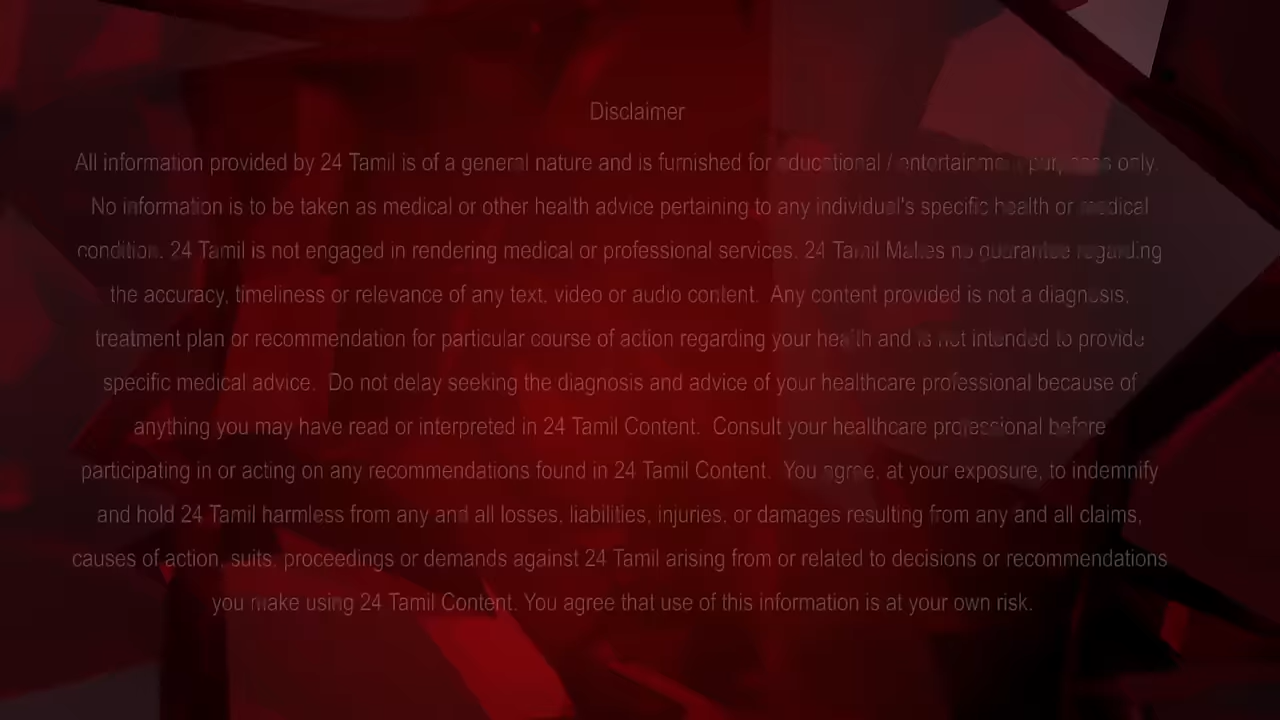 Disclaimer
All information provided by 24 Tamil is of a general nature and is furnished for educational / entertainment purposes only.
No information is to be taken as medical or other health advice pertaining to any individual's specific health or medical
condition. 24 Tamil is not engaged in rendering medical or professional services. 24 Tamil Makes no guarantee regarding
the accuracy, timeliness or relevance of any text, video or audio content. Any content provided is not a diagnosis,
treatment plan or recommendation for particular course of action regarding your health and is not intended to provide
specific medical advice. Do not delay seeking the diagnosis and advice of your healthcare professional because of
anything you may have read or interpreted in 24 Tamil Content. Consult your healthcare professional before
participating in or acting on any recommendations found in 24 Tamil Content. You agree, at your exposure, to indemnify
and hold 24 Tamil harmless from any and all losses, liabilities, injuries, or damages resulting from any and all claims,
causes of action, suits, proceedings or demands against 24 Tamil arising from or related to decisions or recommendations
you make using 24 Tamil Content. You agree that use of this information is at your own risk.